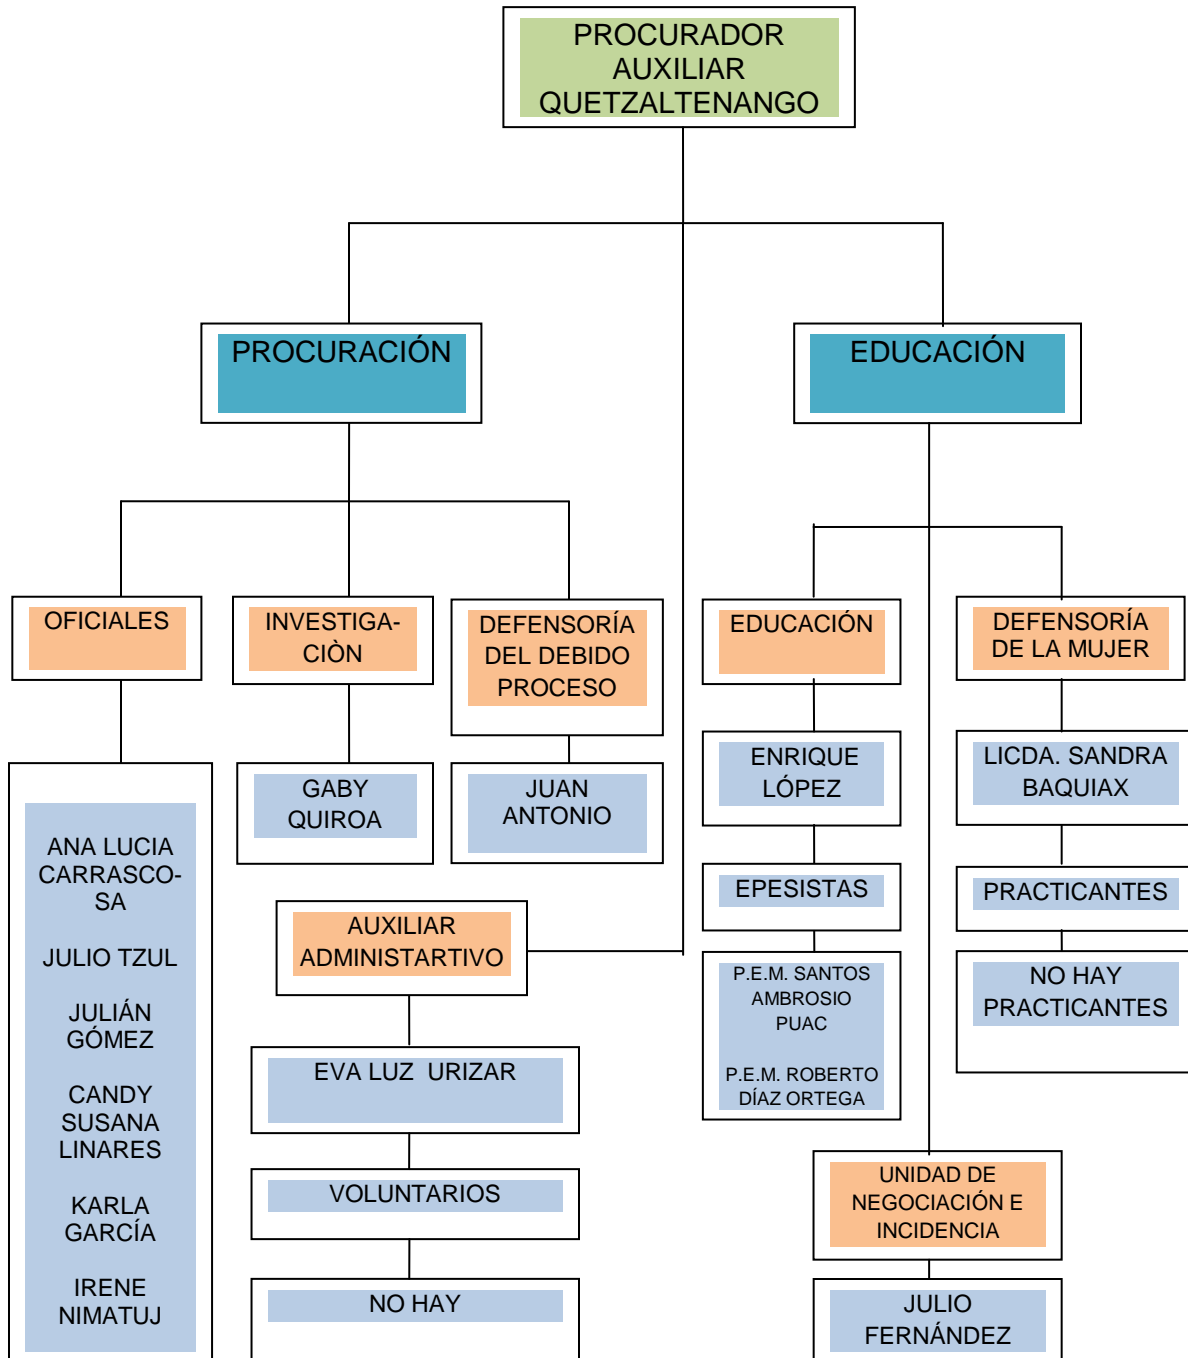 PROCURADOR
AUXILIAR
QUETZALTENANGO
PROCURACIÓN
EDUCACIÓN
OFICIALES
INVESTIGA-
CIÒN
DEFENSORÍA
DEL DEBIDO
PROCESO
EDUCACIÓN
DEFENSORÍA
DE LA MUJER
ANA LUCIA
CARRASCO-
SA
JULIO TZUL
JULIÁN
GÓMEZ
CANDY
SUSANA
LINARES
KARLA
GARCÍA
IRENE
NIMATUJ
GABY
QUIROA
JUAN
ANTONIO
ENRIQUE
LÓPEZ
LICDA. SANDRA
BAQUIAX
EPESISTAS
PRACTICANTES
P.E.M. SANTOS
AMBROSIO
PUAC
P.E.M. ROBERTO
DÍAZ ORTEGA
NO HAY
PRACTICANTES
AUXILIAR
ADMINISTARTIVO
EVA LUZ  URIZAR
VOLUNTARIOS
NO HAY
UNIDAD DE
NEGOCIACIÓN E
INCIDENCIA
JULIO
FERNÁNDEZ